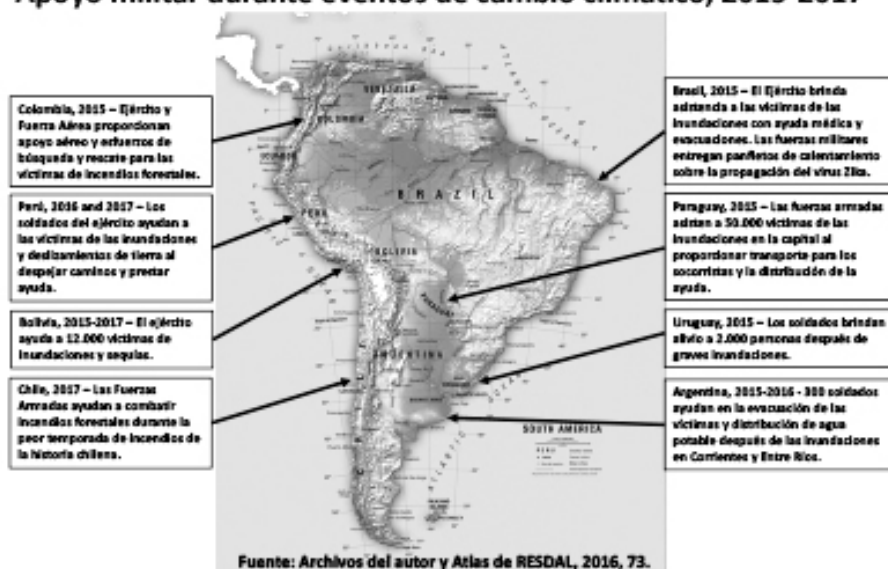 Apoyo militar durante eventos de cambio climático, 2015-2017
Colombia, 2015 – Ejército y
Fuerza Aérea proporcionan
apoyo aéreo y esfuerzos de
búsqueda y rescate para las
víctimas de incendios forestales.
Perú, 2016 and 2017 – Los
soldados del ejército ayudan a
las víctimas de las inundaciones
y deslizamientos de tierra al
despejar caminos y prestar
ayuda.
Bolivia, 2015-2017 – El ejército
ayuda a 12.000 víctimas de
inundaciones y sequías.
Chile, 2017 – Las Fuerzas
Armadas ayudan a combatir
incendios forestales durante la
peor temporada de incendios de
la historia chilena.
VENEZUELA
COLOMBIA
ECUADOR
BRAZIL
PERU
BOLIVIA
PARAGUAY
CHILE
ARGENTINA
ATLANTIC OCEAN
SOUTH AMERICA
Brasil, 2015 – El Ejército brinda
asistencia a las víctimas de las
inundaciones con ayuda médica y
evacuaciones. Las fuerzas militares
entregan panfletos de calentamiento
sobre la propagación del virus Zika.
Paraguay, 2015 – Las fuerzas armadas
asisten a 50.000 víctimas de las
inundaciones en la capital al
proporcionar transporte para los
socorristas y la distribución de la
ayuda.
Uruguay, 2015 – Los soldados brindan
alivio a 2.000 personas después de
graves inundaciones.
Argentina, 2015-2016 - 300 soldados
ayudan en la evacuación de las
víctimas y distribución de agua
potable después de las inundaciones
en Corrientes y Entre Ríos.
Fuente: Archivos del autor y Atlas de RESDAL, 2016, 73.